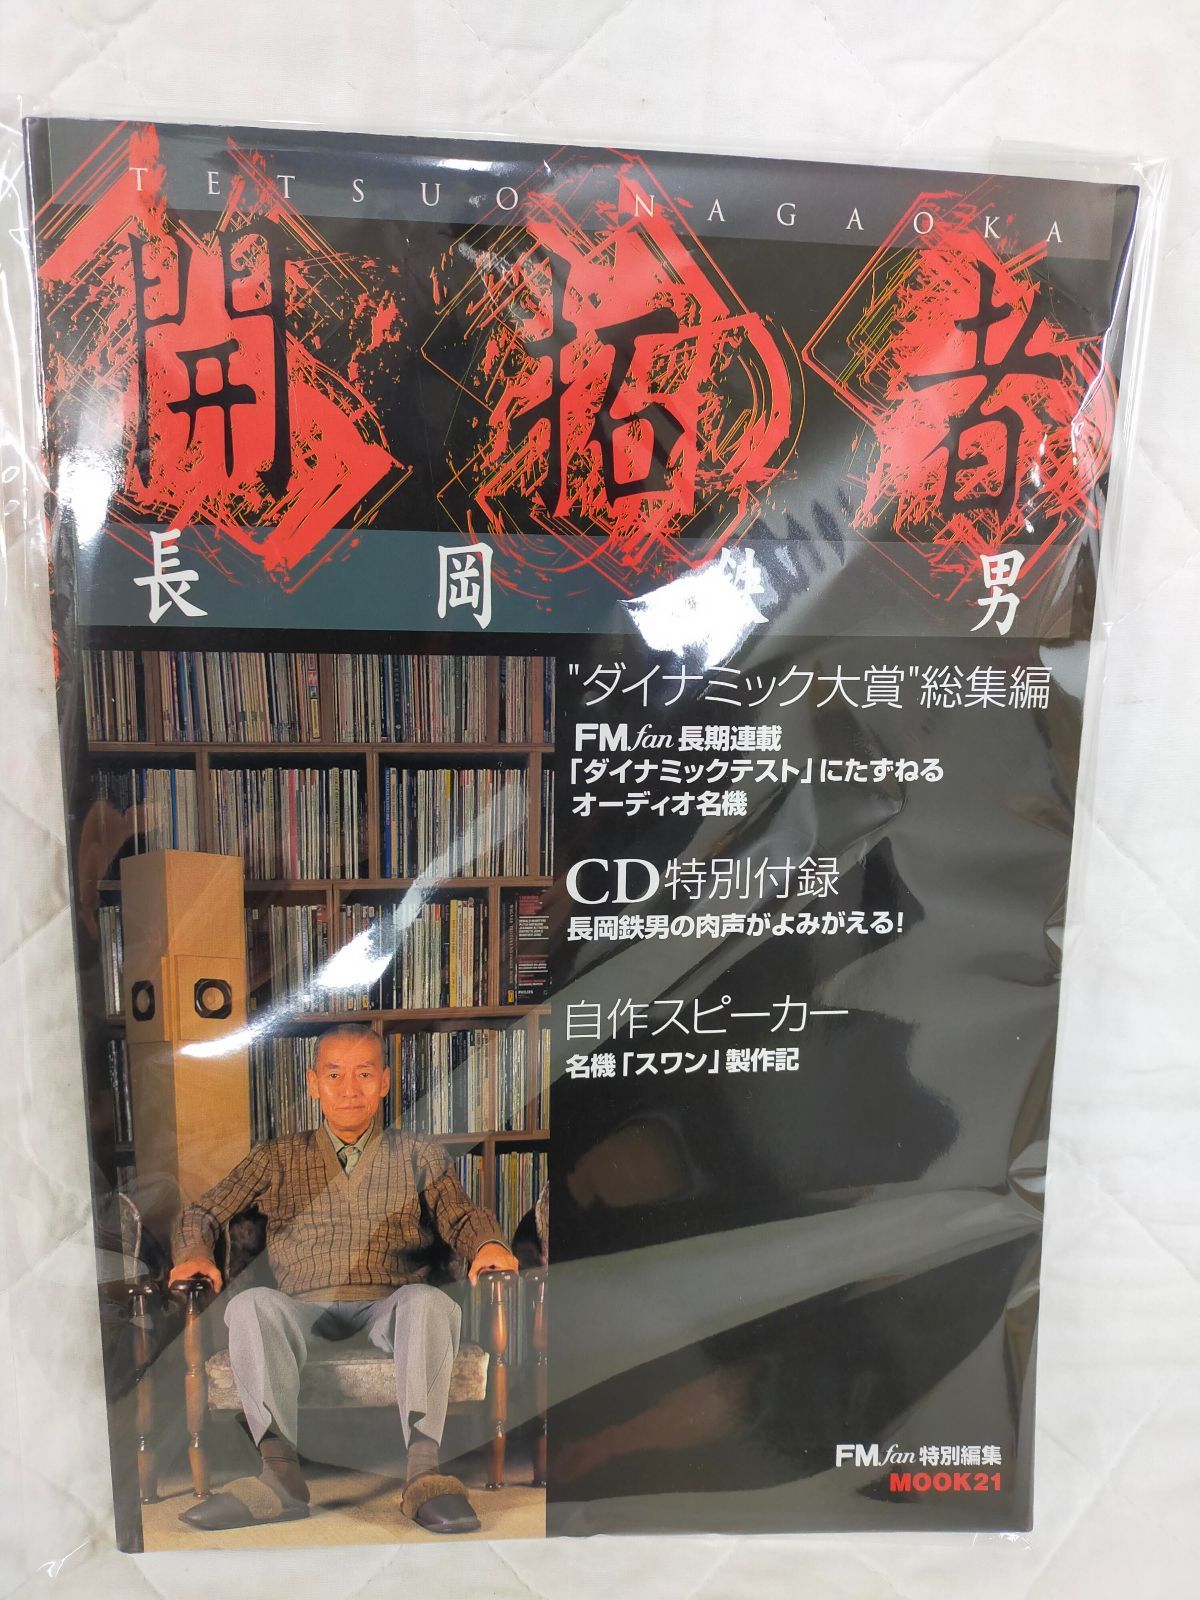 TETSUO NAGAOKA
開拓者
長岡鉄男
"ダイナミック大賞"総集編
FM fan 長期連載
「ダイナミックテスト」にたずねる
オーディオ名機
CD特別付録
長岡鉄男の肉声がよみがえる!
自作スピーカー
名機「スワン」製作記
FM fan 特別編集
MOOK21